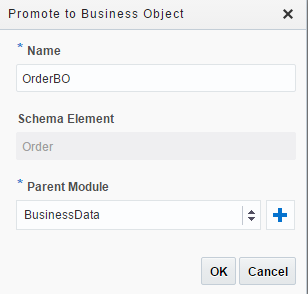 Promote to Business Object
* Name
OrderBO
Schema Element
Order
* Parent Module
BusinessData
OK Cancel